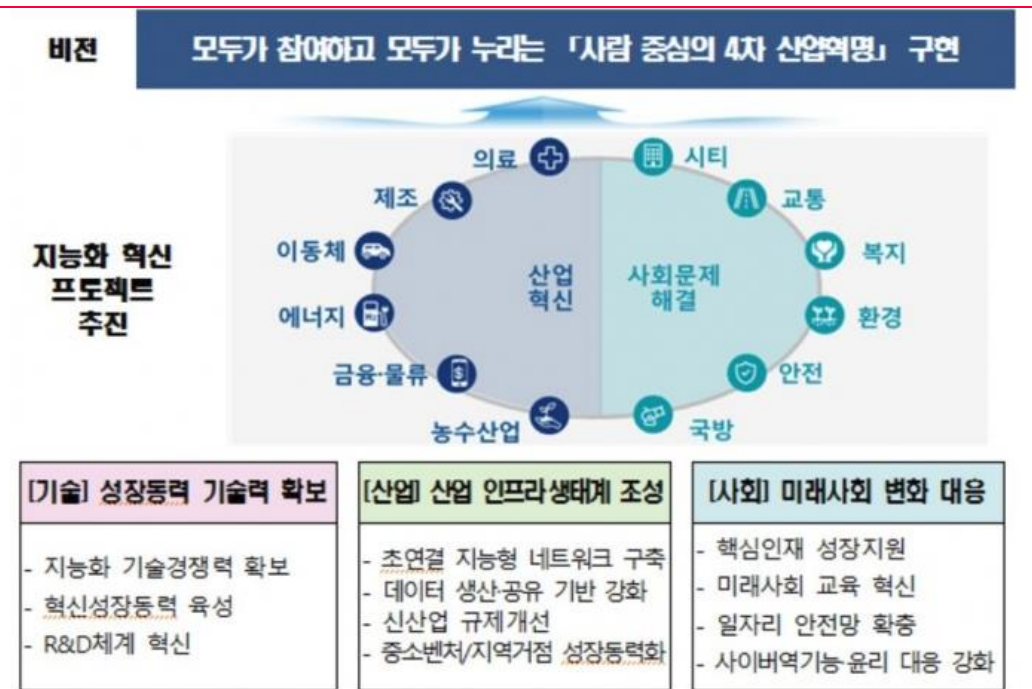 비전
모두가 참여하고 모두가 누리는 「사람 중심의 4차 산업혁명」 구현
지능화 혁신
프로젝트
추진
의료
제조
이동체
에너지
금융·물류
농수산업
산업
혁신
사회문제
해결
시티
교통
복지
환경
안전
국방
[기술] 성장동력 기술력 확보
- 지능화 기술경쟁력 확보
- 혁신성장동력 육성
- R&D체계 혁신
[산업] 산업 인프라생태계 조성
- 초연결 지능형 네트워크 구축
- 데이터 생산·공유 기반 강화
- 신산업 규제개선
- 중소벤처/지역거점 성장동력화
[사회] 미래사회 변화 대응
- 핵심인재 성장지원
- 미래사회 교육 혁신
- 일자리 안전망 확충
- 사이버역기능·윤리 대응 강화